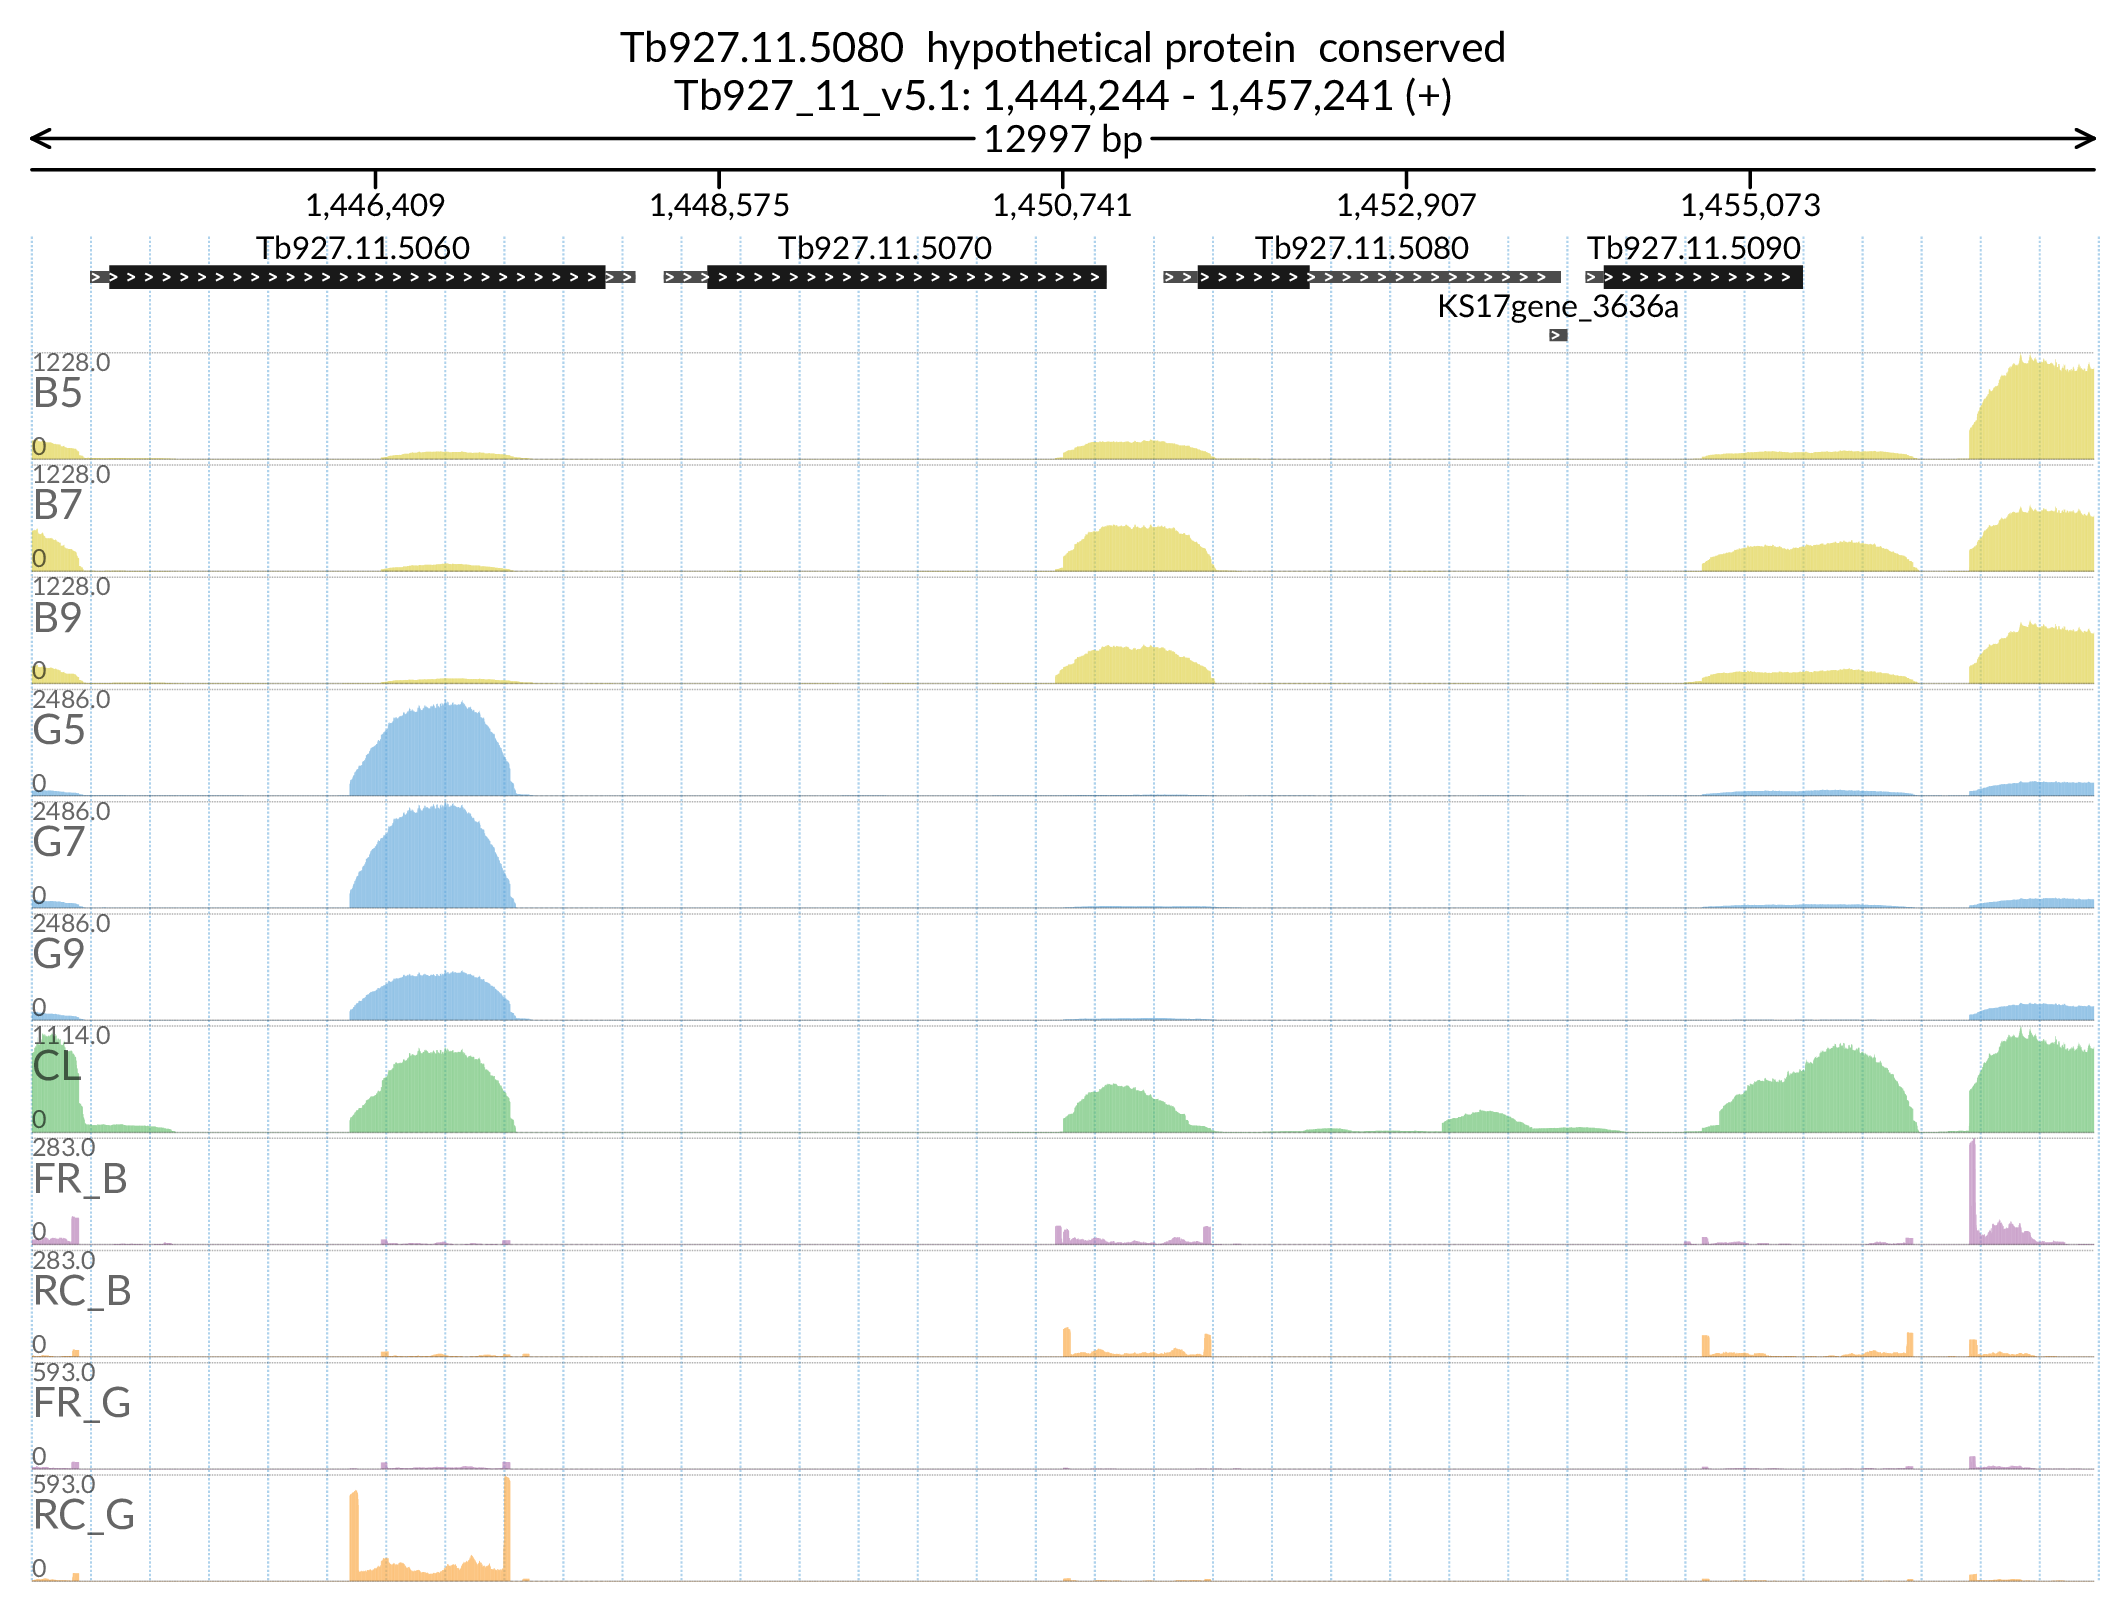 Tb927.11.5080  hypothetical protein  conserved
Tb927_11_v5.1: 1,444,244 - 1,457,241 (+)
12997 bp
1,446,409 1,448,575 1,450,741 1,452,907 1,455,073
Tb927.11.5060 Tb927.11.5070 Tb927.11.5080 Tb927.11.5090
KS17gene_3636a
1228.0
B5
0
1228.0
B7
0
1228.0
B9
0
2486.0
G5
0
2486.0
G7
0
2486.0
G9
0
1114.0
CL
0
283.0
FR_B
0
283.0
RC_B
0
593.0
FR_G
0
593.0
RC_G
0